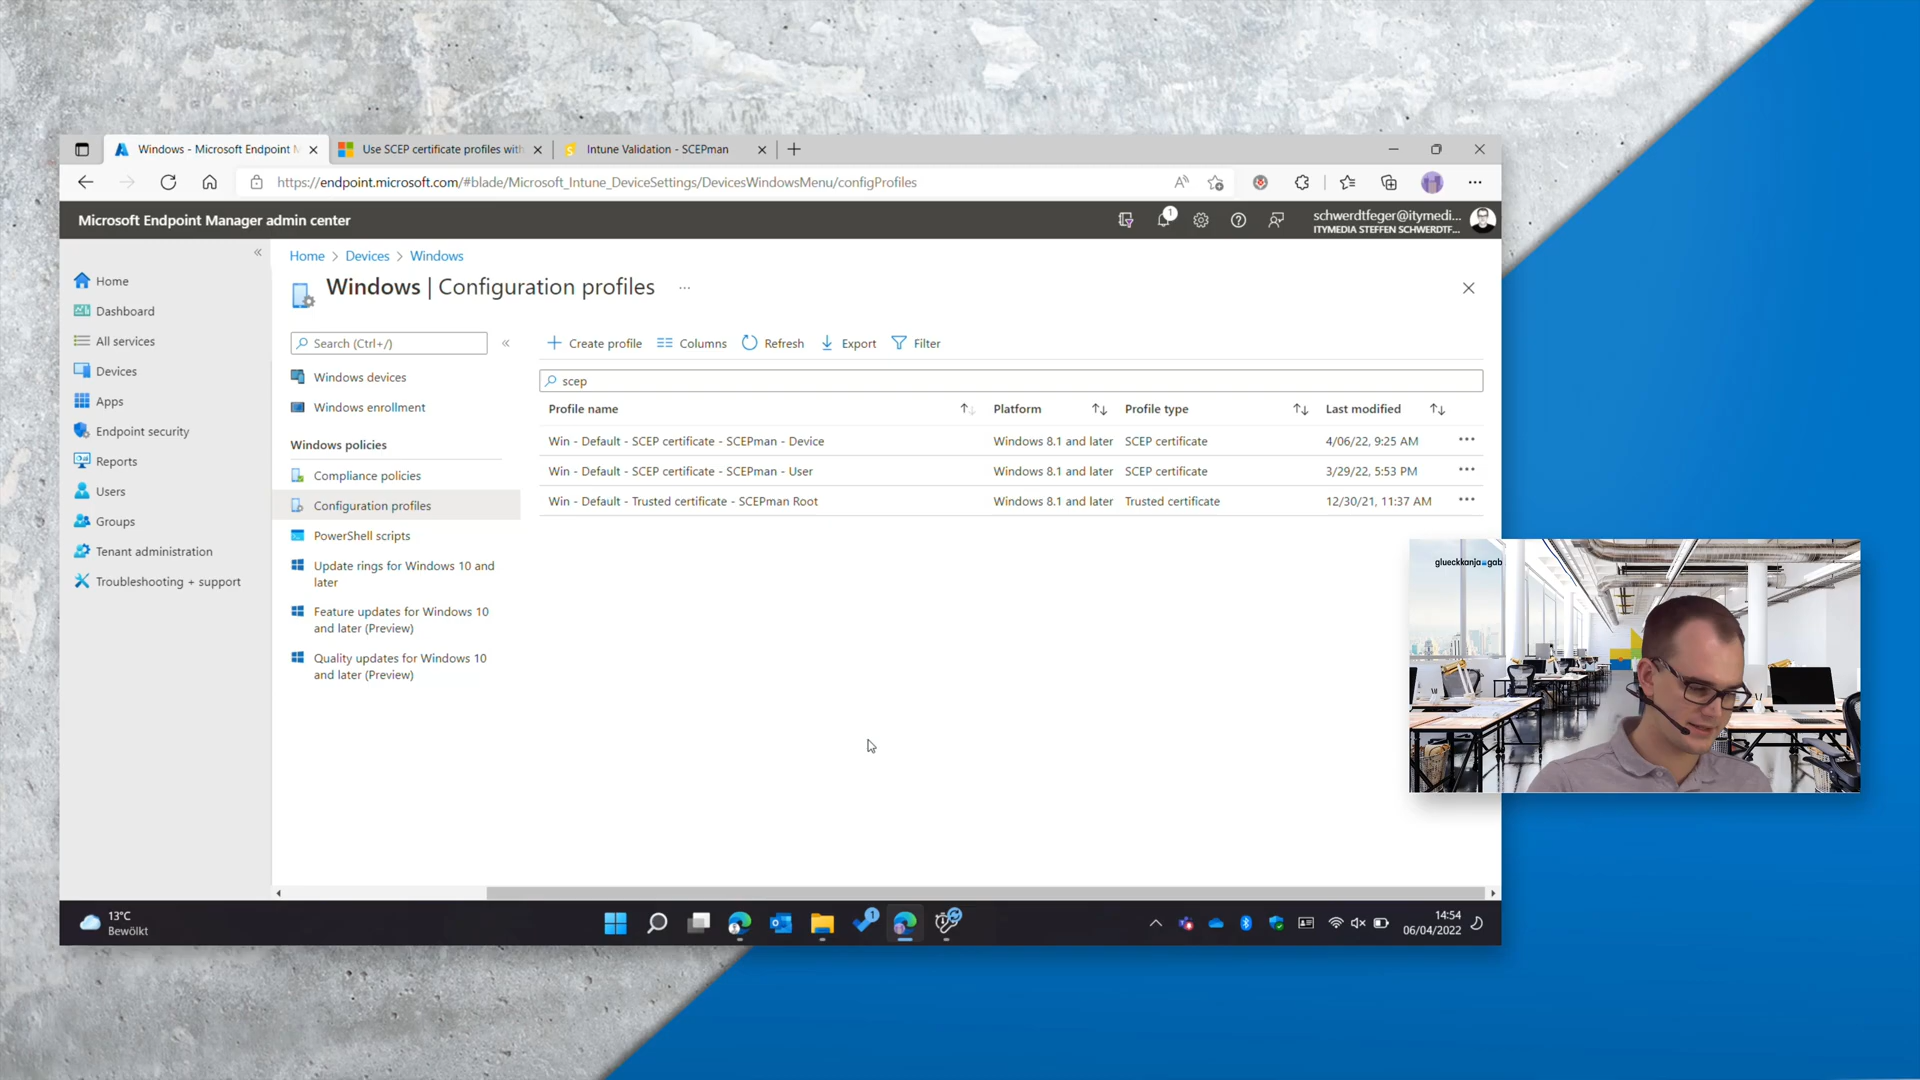 Windows - Microsoft Endpoint M
Use SCEP certificate profiles with
Intune Validation - SCEPman
https://endpoint.microsoft.com/#blade/Microsoft_Intune_DeviceSettings/DevicesWindowsMenu/configProfiles
Microsoft Endpoint Manager admin center
1
schwerdtfeger@itymedi...
ITYMEDIA STEFFEN SCHWERDTF...
Home > Devices > Windows
Windows | Configuration profiles ...
Home
Dashboard
All services
Devices
Apps
Endpoint security
Reports
Users
Groups
Tenant administration
Troubleshooting + support
Search (Ctrl+/)
Windows devices
Windows enrollment
Windows policies
Compliance policies
Configuration profiles
PowerShell scripts
Update rings for Windows 10 and
later
Feature updates for Windows 10
and later (Preview)
Quality updates for Windows 10
and later (Preview)
Create profile Columns Refresh Export Filter
scep
Profile name Platform Profile type Last modified
Win - Default - SCEP certificate - SCEPman - Device Windows 8.1 and later SCEP certificate 4/06/22, 9:25 AM
Win - Default - SCEP certificate - SCEPman - User Windows 8.1 and later SCEP certificate 3/29/22, 5:53 PM
Win - Default - Trusted certificate - SCEPman Root Windows 8.1 and later Trusted certificate 12/30/21, 11:37 AM
glueckkanja gab
13°C
Bewölkt
1
14:54
06/04/2022